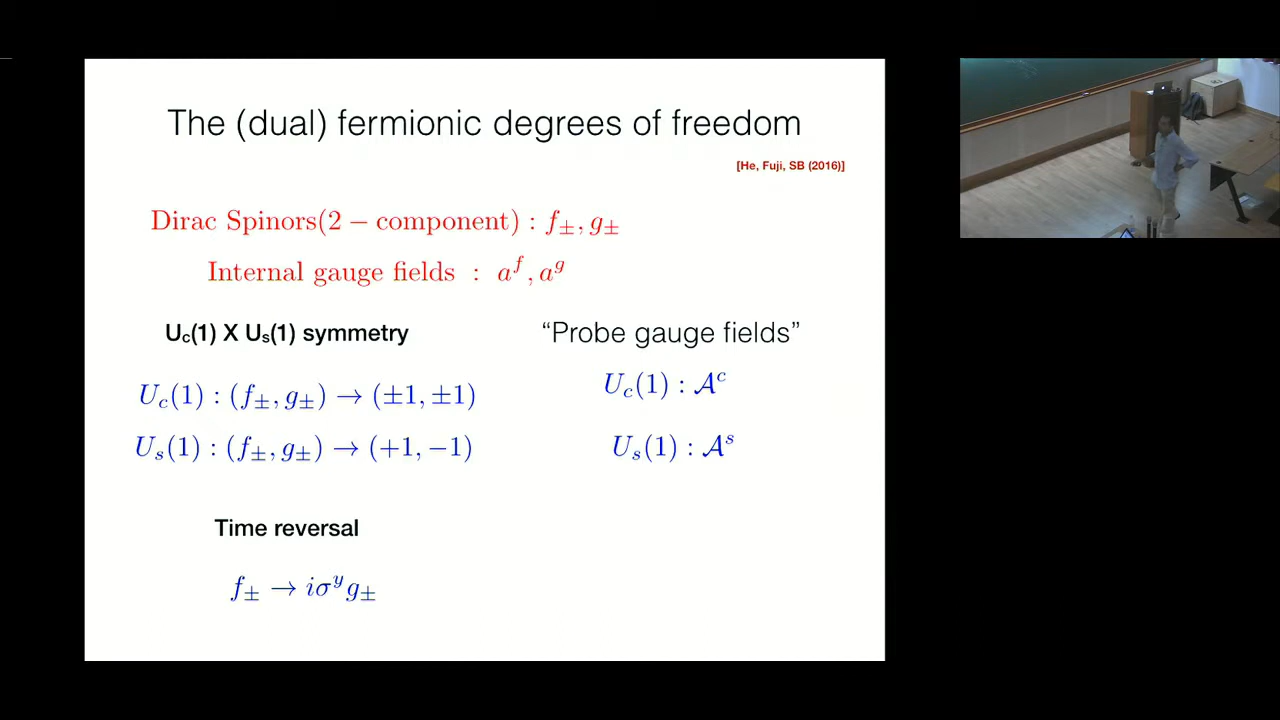 The (dual) fermionic degrees of freedom
[He, Fuji, SB (2016)]
Dirac Spinors(2 − component) : f±, g±
Internal gauge fields : a^f, a^g
U_c(1) X U_s(1) symmetry
“Probe gauge fields”
U_c(1) : (f±, g±) → (±1, ±1)
U_c(1) : 𝒜^c
U_s(1) : (f±, g±) → (+1, −1)
U_s(1) : 𝒜^s
Time reversal
f± → iσ^y g±